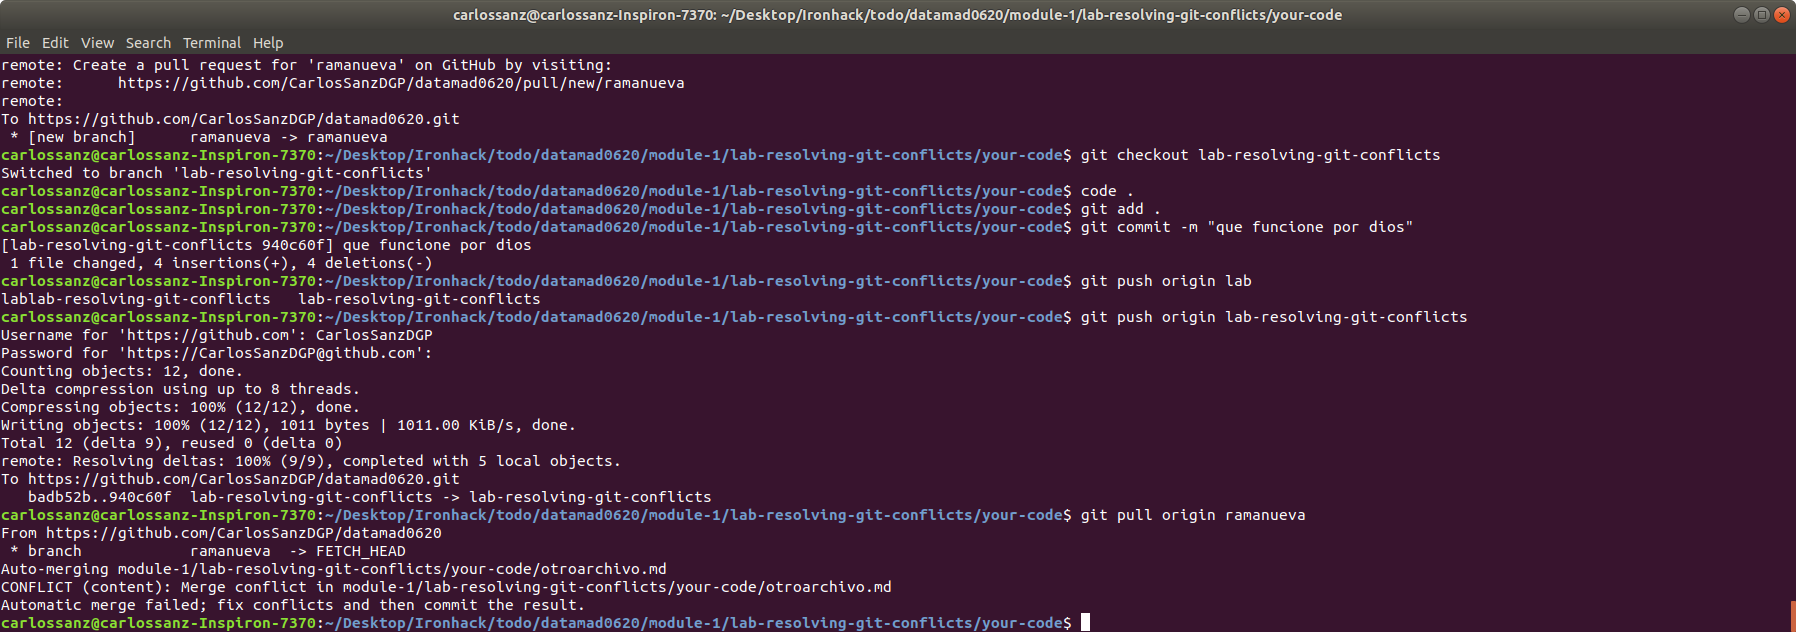 carlossanz@carlossanz-Inspiron-7370: ~/Desktop/Ironhack/todo/datamad0620/module-1/lab-resolving-git-conflicts/your-code
File Edit View Search Terminal Help
remote: Create a pull request for 'ramanueva' on GitHub by visiting:
remote:      https://github.com/CarlosSanzDGP/datamad0620/pull/new/ramanueva
remote:
To https://github.com/CarlosSanzDGP/datamad0620.git
 * [new branch]      ramanueva -> ramanueva
carlossanz@carlossanz-Inspiron-7370:~/Desktop/Ironhack/todo/datamad0620/module-1/lab-resolving-git-conflicts/your-code$ git checkout lab-resolving-git-conflicts
Switched to branch 'lab-resolving-git-conflicts'
carlossanz@carlossanz-Inspiron-7370:~/Desktop/Ironhack/todo/datamad0620/module-1/lab-resolving-git-conflicts/your-code$ code .
carlossanz@carlossanz-Inspiron-7370:~/Desktop/Ironhack/todo/datamad0620/module-1/lab-resolving-git-conflicts/your-code$ git add .
carlossanz@carlossanz-Inspiron-7370:~/Desktop/Ironhack/todo/datamad0620/module-1/lab-resolving-git-conflicts/your-code$ git commit -m "que funcione por dios"
[lab-resolving-git-conflicts 940c60f] que funcione por dios
 1 file changed, 4 insertions(+), 4 deletions(-)
carlossanz@carlossanz-Inspiron-7370:~/Desktop/Ironhack/todo/datamad0620/module-1/lab-resolving-git-conflicts/your-code$ git push origin lab
lablab-resolving-git-conflicts   lab-resolving-git-conflicts
carlossanz@carlossanz-Inspiron-7370:~/Desktop/Ironhack/todo/datamad0620/module-1/lab-resolving-git-conflicts/your-code$ git push origin lab-resolving-git-conflicts
Username for 'https://github.com': CarlosSanzDGP
Password for 'https://CarlosSanzDGP@github.com':
Counting objects: 12, done.
Delta compression using up to 8 threads.
Compressing objects: 100% (12/12), done.
Writing objects: 100% (12/12), 1011 bytes | 1011.00 KiB/s, done.
Total 12 (delta 9), reused 0 (delta 0)
remote: Resolving deltas: 100% (9/9), completed with 5 local objects.
To https://github.com/CarlosSanzDGP/datamad0620.git
   badb52b..940c60f  lab-resolving-git-conflicts -> lab-resolving-git-conflicts
carlossanz@carlossanz-Inspiron-7370:~/Desktop/Ironhack/todo/datamad0620/module-1/lab-resolving-git-conflicts/your-code$ git pull origin ramanueva
From https://github.com/CarlosSanzDGP/datamad0620
 * branch            ramanueva  -> FETCH_HEAD
Auto-merging module-1/lab-resolving-git-conflicts/your-code/otroarchivo.md
CONFLICT (content): Merge conflict in module-1/lab-resolving-git-conflicts/your-code/otroarchivo.md
Automatic merge failed; fix conflicts and then commit the result.
carlossanz@carlossanz-Inspiron-7370:~/Desktop/Ironhack/todo/datamad0620/module-1/lab-resolving-git-conflicts/your-code$